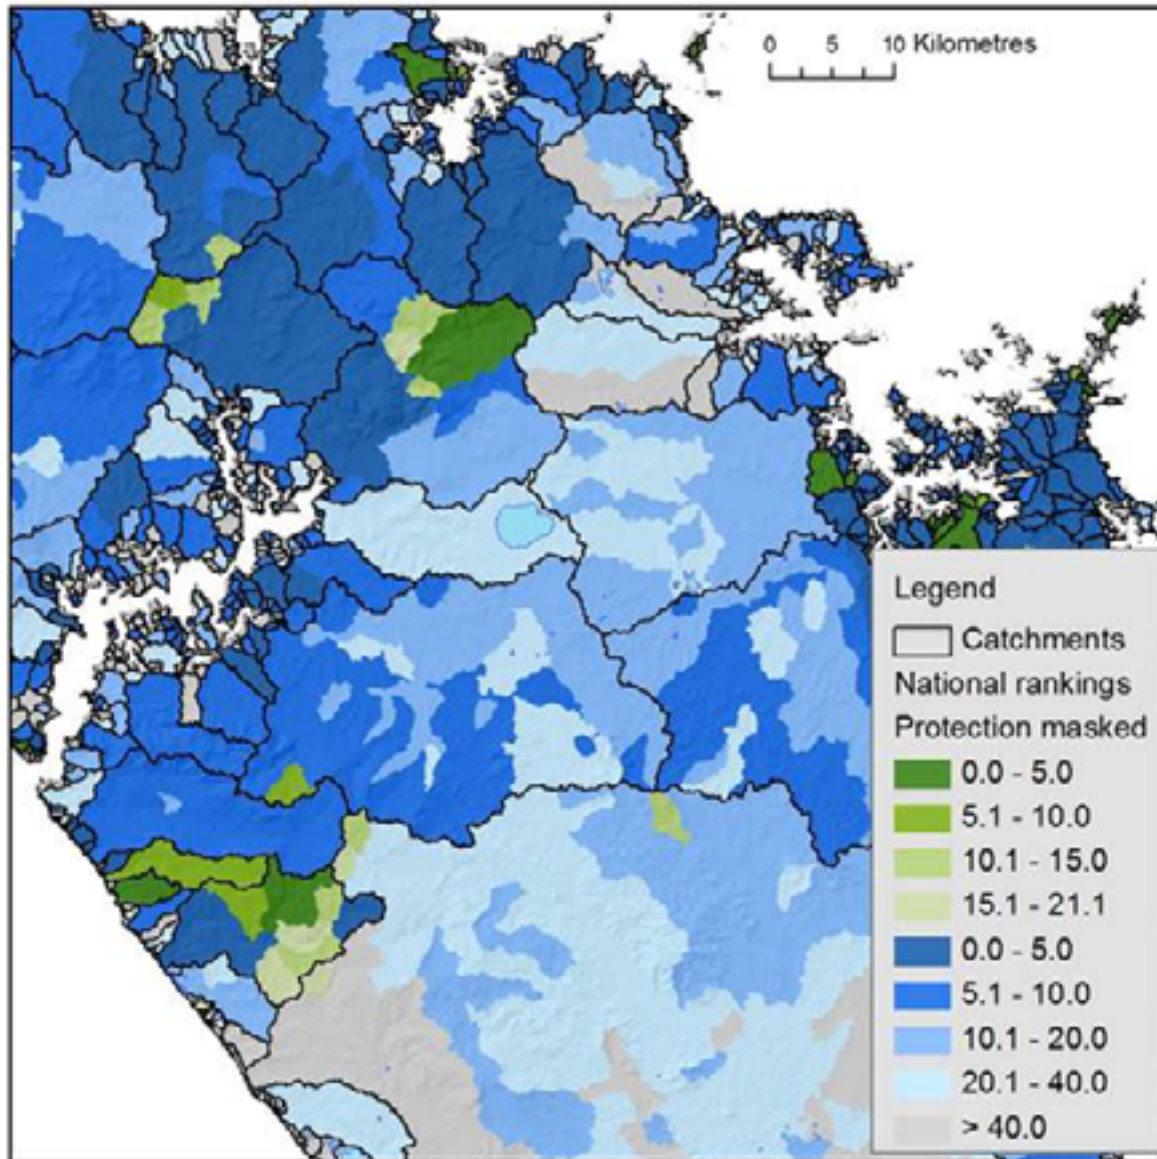 0 5 10 Kilometres
Legend
Catchments
National rankings
Protection masked
0.0 - 5.0
5.1 - 10.0
10.1 - 15.0
15.1 - 21.1
0.0 - 5.0
5.1 - 10.0
10.1 - 20.0
20.1 - 40.0
> 40.0